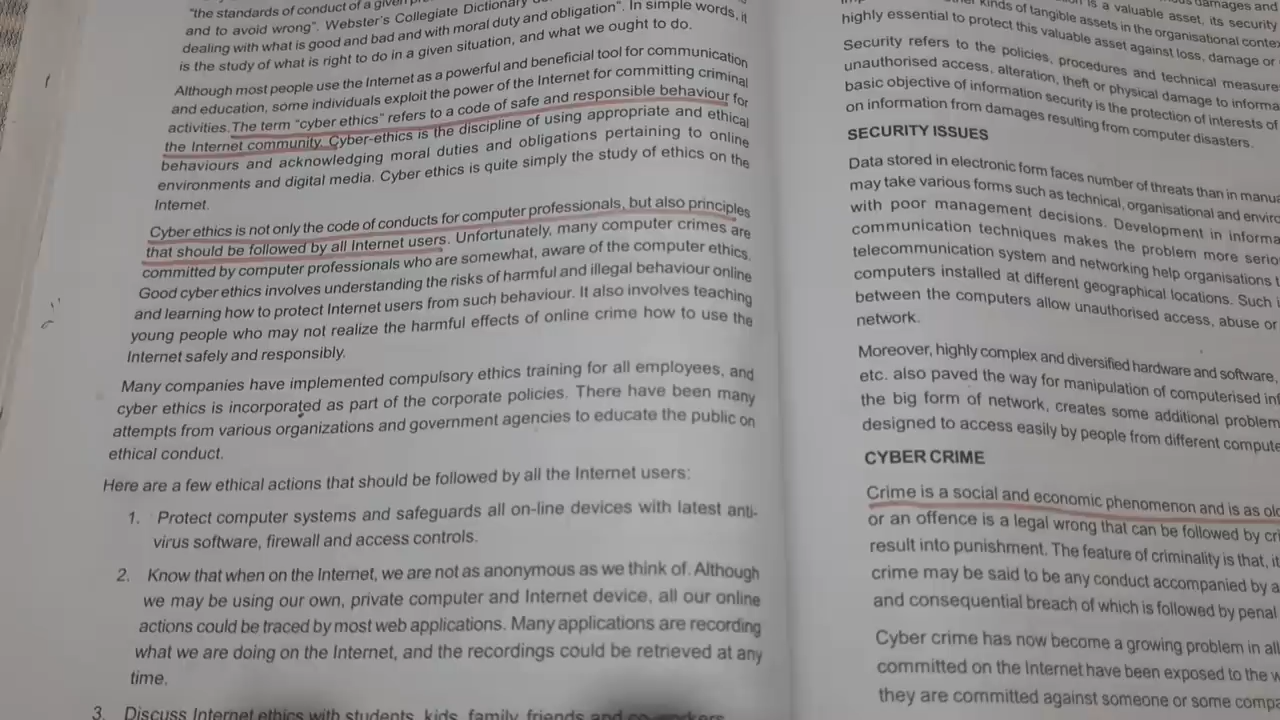 "the standards of conduct of a given
and to avoid wrong". Webster's Collegiate Dictionary
dealing with what is good and bad and with moral duty and obligation". In simple words, it
is the study of what is right to do in a given situation, and what we ought to do.
Although most people use the Internet as a powerful and beneficial tool for communication
and education, some individuals exploit the power of the Internet for committing criminal
activities. The term "cyber ethics" refers to a code of safe and responsible behaviour for
the Internet community. Cyber-ethics is the discipline of using appropriate and ethical
behaviours and acknowledging moral duties and obligations pertaining to online
environments and digital media. Cyber ethics is quite simply the study of ethics on the
Internet.
Cyber ethics is not only the code of conducts for computer professionals, but also principles
that should be followed by all Internet users. Unfortunately, many computer crimes are
committed by computer professionals who are somewhat, aware of the computer ethics.
Good cyber ethics involves understanding the risks of harmful and illegal behaviour online
and learning how to protect Internet users from such behaviour. It also involves teaching
young people who may not realize the harmful effects of online crime how to use the
Internet safely and responsibly.
Many companies have implemented compulsory ethics training for all employees, and
cyber ethics is incorporated as part of the corporate policies. There have been many
attempts from various organizations and government agencies to educate the public on
ethical conduct.
Here are a few ethical actions that should be followed by all the Internet users:
1. Protect computer systems and safeguards all on-line devices with latest anti-
virus software, firewall and access controls.
2. Know that when on the Internet, we are not as anonymous as we think of. Although
we may be using our own, private computer and Internet device, all our online
actions could be traced by most web applications. Many applications are recording
what we are doing on the Internet, and the recordings could be retrieved at any
time.
3. Discuss Internet ethics with students, kids, family, friends and co-workers
damages and
is a valuable asset, its security
kinds of tangible assets in the organisational
highly essential to protect this valuable asset against loss, damage or
Security refers to the policies, procedures and technical
unauthorised access, alteration, theft or physical damage to
basic objective of information security is the protection of interests of
on information from damages resulting from computer disasters.
SECURITY ISSUES
Data stored in electronic form faces number of threats than in
may take various forms such as technical, organisational and
with poor management decisions. Development in
communication techniques makes the problem more
telecommunication system and networking help organisations
computers installed at different geographical locations. Such
between the computers allow unauthorised access, abuse or
network.
Moreover, highly complex and diversified hardware and software,
etc. also paved the way for manipulation of computerised
the big form of network, creates some additional problem
designed to access easily by people from different
CYBER CRIME
Crime is a social and economic phenomenon and is as
or an offence is a legal wrong that can be followed by
result into punishment. The feature of criminality is that, it
crime may be said to be any conduct accompanied by
and consequential breach of which is followed by penal
Cyber crime has now become a growing problem in all
committed on the Internet have been exposed to the
they are committed against someone or some